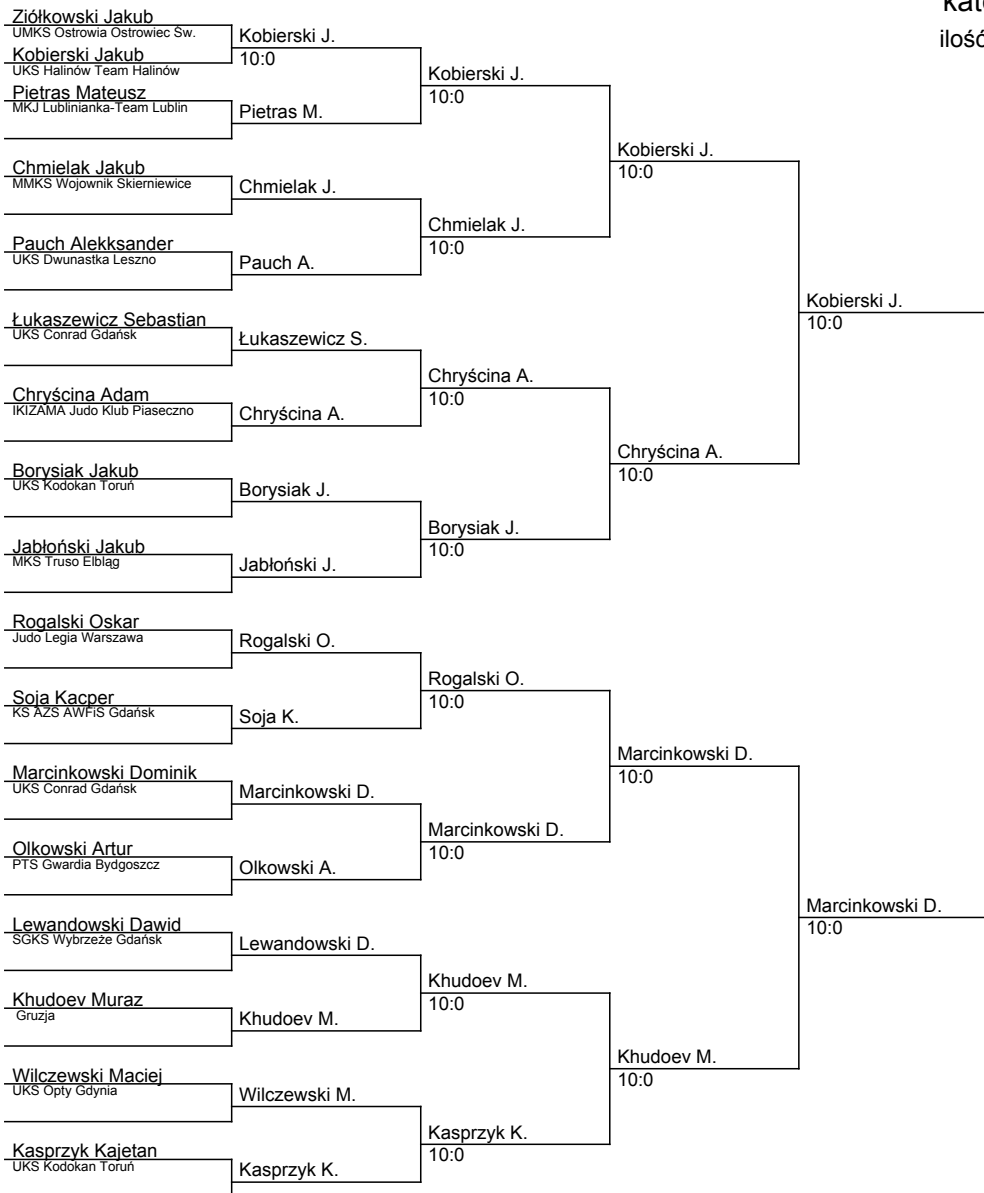 kate
ilość
Ziółkowski Jakub
UMKS Ostrowia Ostrowiec Św.
Kobierski Jakub
UKS Halinów Team Halinów
Pietras Mateusz
MKJ Lublinianka-Team Lublin
Chmielak Jakub
MMKS Wojownik Skierniewice
Pauch Alekksander
UKS Dwunastka Leszno
Łukaszewicz Sebastian
UKS Conrad Gdańsk
Chryścina Adam
IKIZAMA Judo Klub Piaseczno
Borysiak Jakub
UKS Kodokan Toruń
Jabłoński Jakub
MKS Truso Elbląg
Rogalski Oskar
Judo Legia Warszawa
Soja Kacper
KS AZS AWFiS Gdańsk
Marcinkowski Dominik
UKS Conrad Gdańsk
Olkowski Artur
PTS Gwardia Bydgoszcz
Lewandowski Dawid
SGKS Wybrzeże Gdańsk
Khudoev Muraz
Gruzja
Wilczewski Maciej
UKS Opty Gdynia
Kasprzyk Kajetan
UKS Kodokan Toruń
Kobierski J.
10:0
Pietras M.
Chmielak J.
Pauch A.
Łukaszewicz S.
Chryścina A.
Borysiak J.
Jabłoński J.
Rogalski O.
Soja K.
Marcinkowski D.
Olkowski A.
Lewandowski D.
Khudoev M.
Wilczewski M.
Kasprzyk K.
Kobierski J.
10:0
Chmielak J.
10:0
Chryścina A.
10:0
Borysiak J.
10:0
Rogalski O.
10:0
Marcinkowski D.
10:0
Khudoev M.
10:0
Kasprzyk K.
10:0
Kobierski J.
10:0
Chryścina A.
10:0
Marcinkowski D.
10:0
Khudoev M.
10:0
Kobierski J.
10:0
Marcinkowski D.
10:0